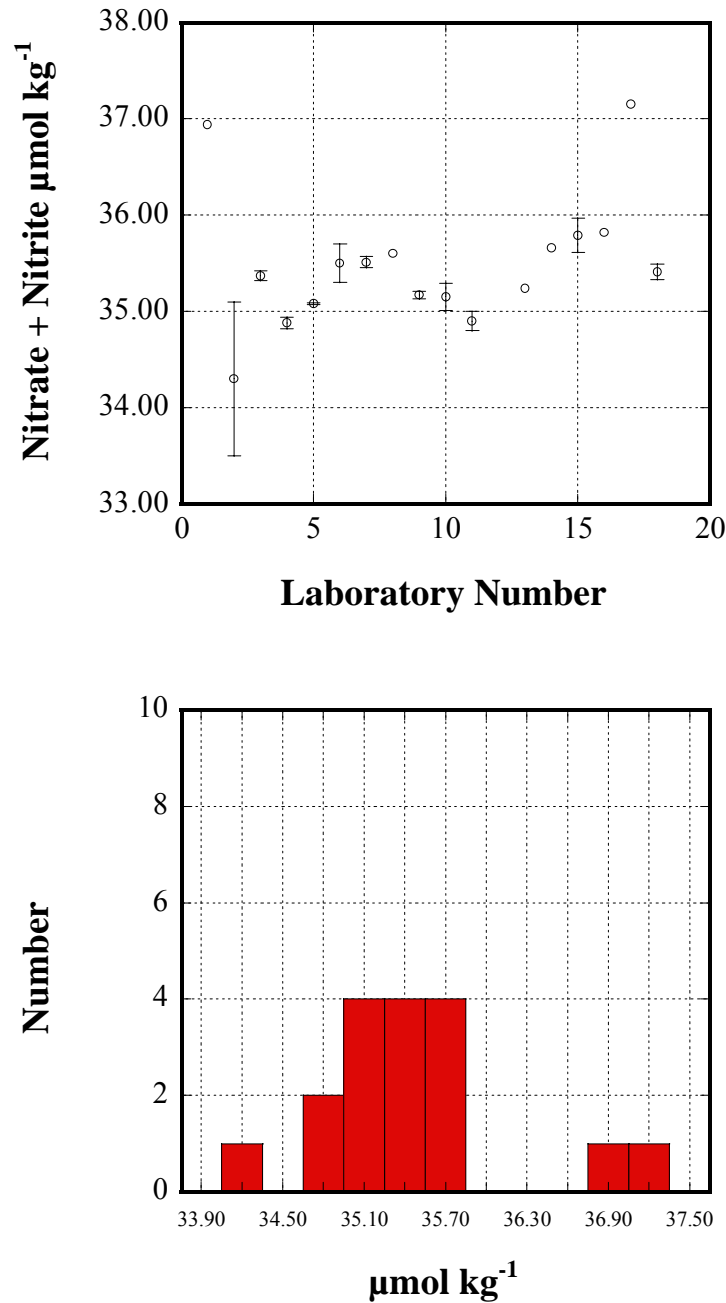 Nitrate + Nitrite µmol kg-1
38.00
37.00
36.00
35.00
34.00
33.00
0 5 10 15 20
Laboratory Number
Number
10
8
6
4
2
0
33.90 34.50 35.10 35.70 36.30 36.90 37.50
µmol kg-1